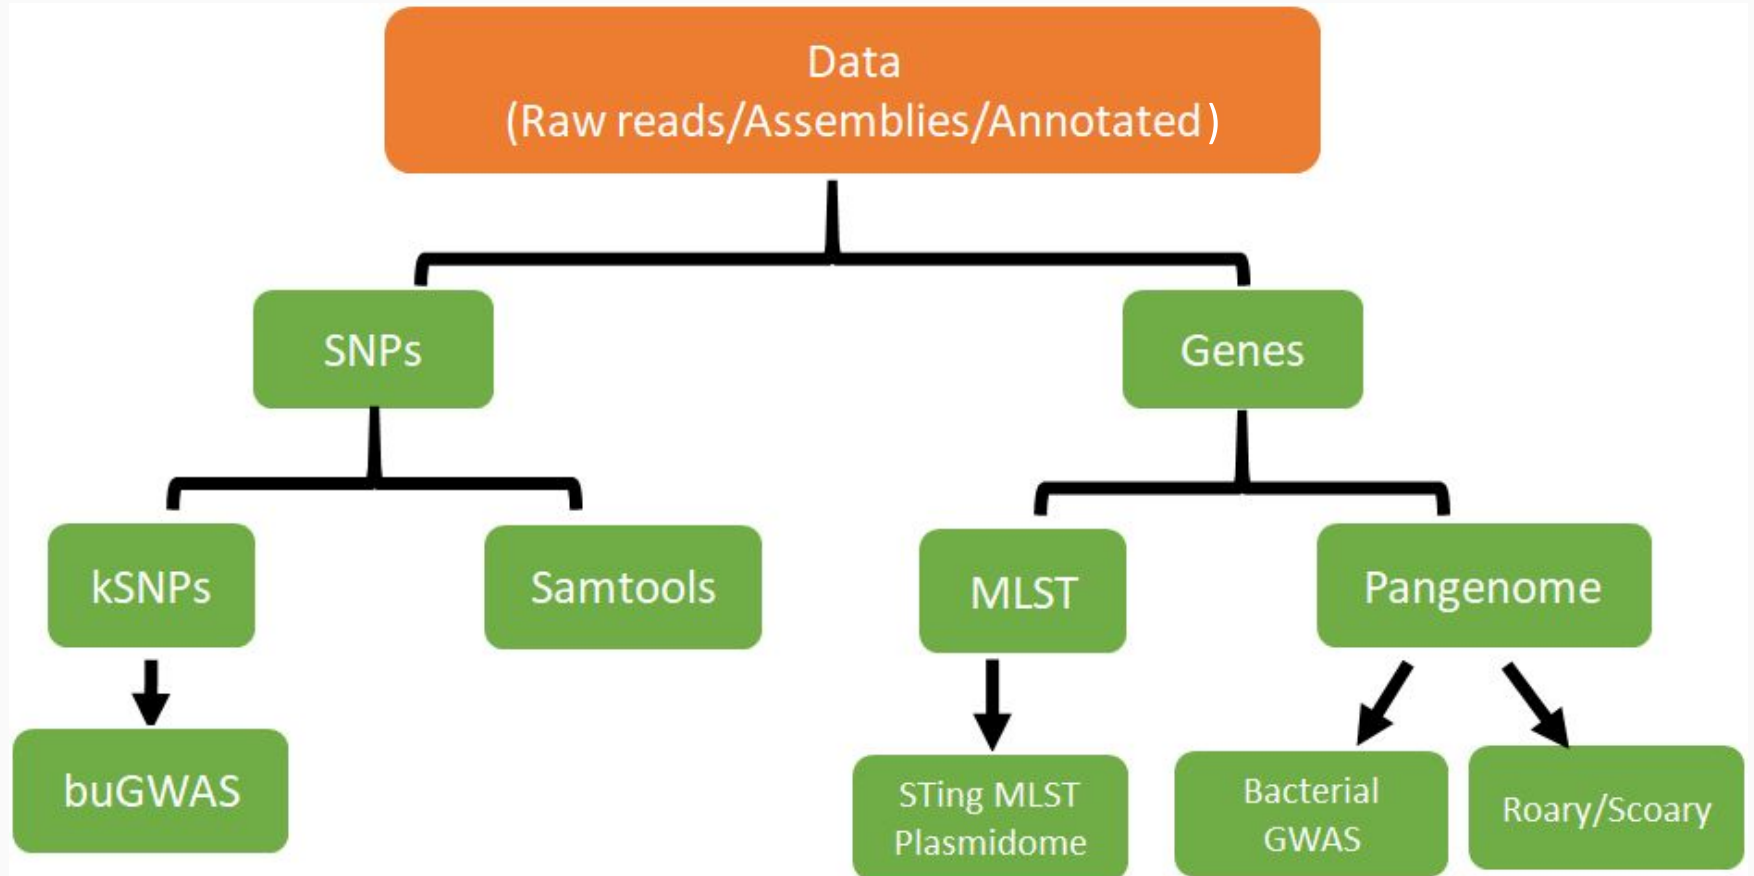 Data
(Raw reads/Assemblies/Annotated)
SNPs
Genes
kSNPs
Samtools
MLST
Pangenome
buGWAS
STing MLST
Plasmidome
Bacterial
GWAS
Roary/Scoary